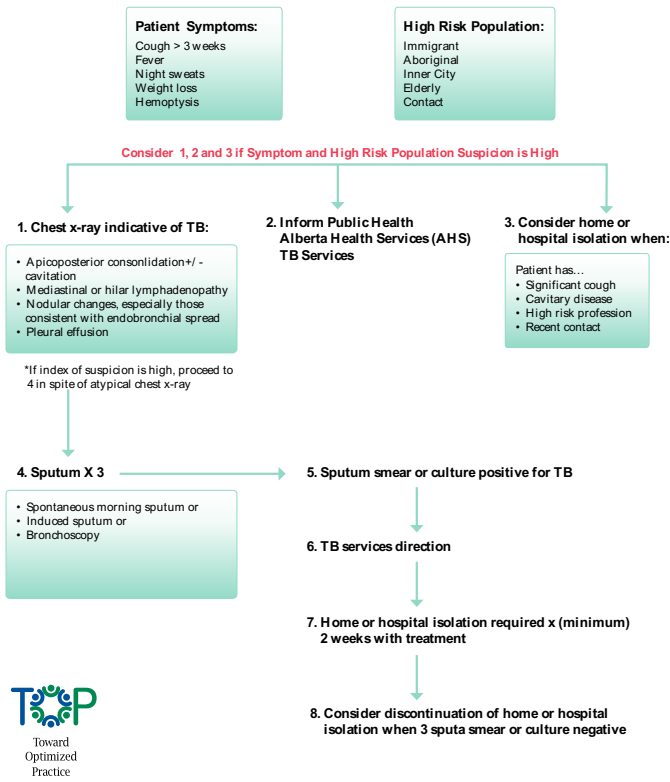 Patient Symptoms:
Cough > 3 weeks
Fever
Night sweats
Weight loss
Hemoptysis
High Risk Population:
Immigrant
Aboriginal
Inner City
Elderly
Contact
Consider 1, 2 and 3 if Symptom and High Risk Population Suspicion is High
1. Chest x-ray indicative of TB:
• Apicoposterior consonlidation+/ -
cavitation
• Mediastinal or hilar lymphadenopathy
• Nodular changes, especially those
consistent with endobronchial spread
• Pleural effusion
*If index of suspicion is high, proceed to
4 in spite of atypical chest x-ray
2. Inform Public Health
Alberta Health Services (AHS)
TB Services
3. Consider home or
hospital isolation when:
Patient has...
• Significant cough
• Cavitary disease
• High risk profession
• Recent contact
4. Sputum X 3
• Spontaneous morning sputum or
• Induced sputum or
• Bronchoscopy
5. Sputum smear or culture positive for TB
6. TB services direction
7. Home or hospital isolation required x (minimum)
2 weeks with treatment
8. Consider discontinuation of home or hospital
isolation when 3 sputa smear or culture negative
TOP
Toward
Optimized
Practice